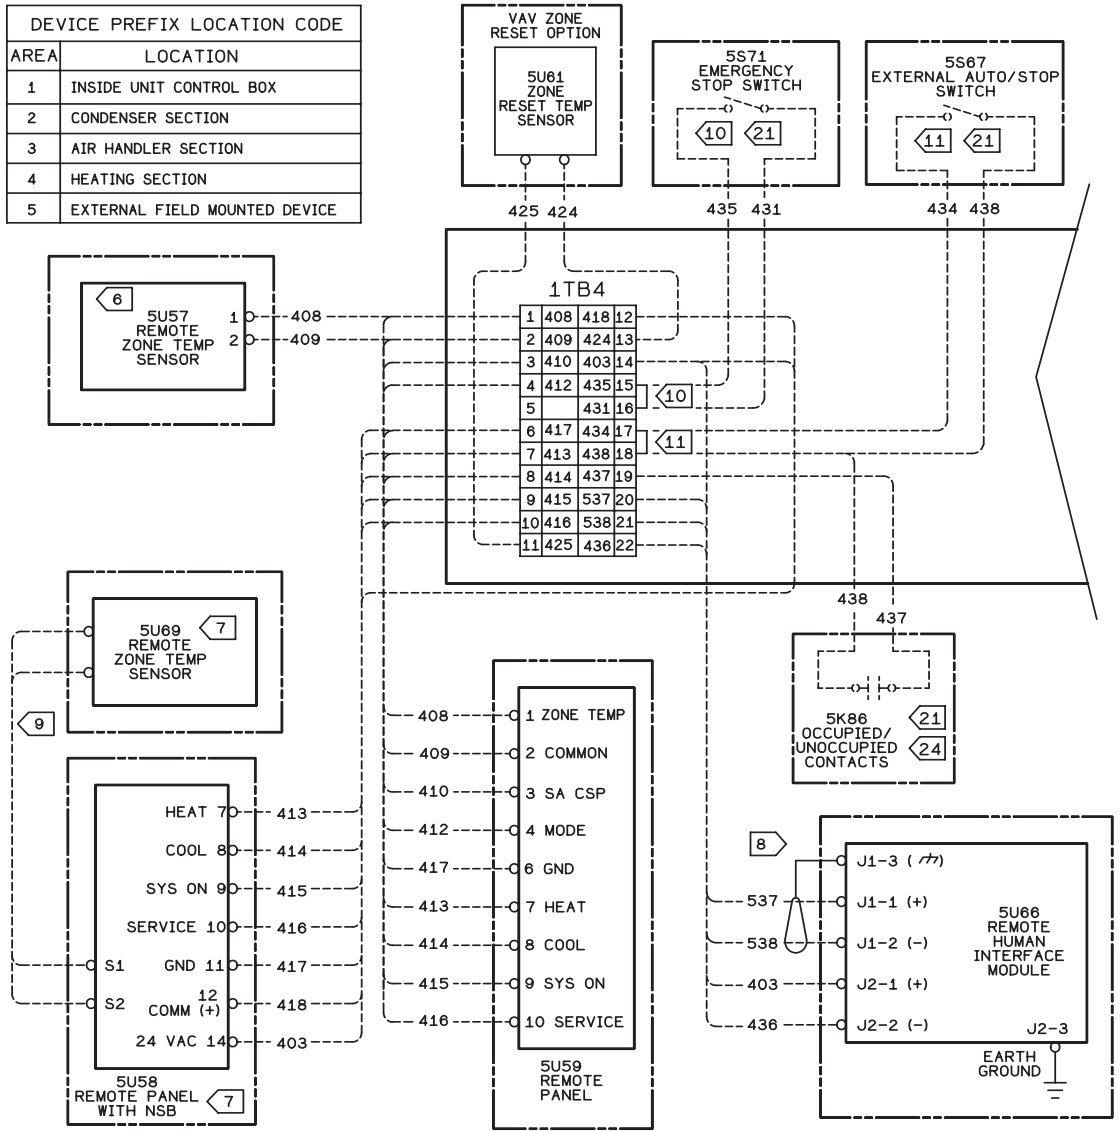 DEVICE PREFIX LOCATION CODE
AREA LOCATION
1 INSIDE UNIT CONTROL BOX
2 CONDENSER SECTION
3 AIR HANDLER SECTION
4 HEATING SECTION
5 EXTERNAL FIELD MOUNTED DEVICE
VAV ZONE
RESET OPTION
5U61
ZONE
RESET TEMP
SENSOR
425 424
5S71
EMERGENCY
STOP SWITCH
10 21
435 431
5S67
EXTERNAL AUTO/STOP
SWITCH
11 21
434 438
6
5U57
REMOTE
ZONE TEMP
SENSOR
1 408
2 409
1TB4
1 408 418 12
2 409 424 13
3 410 403 14
4 412 435 15
5 431 16
6 417 434 17
7 413 438 18
8 414 437 19
9 415 537 20
10 416 538 21
11 425 436 22
10
11
438
437
5K86
OCCUPIED/
UNOCCUPIED
CONTACTS
21
24
5U69
REMOTE
ZONE TEMP
SENSOR
7
9
HEAT 7 413
COOL 8 414
SYS ON 9 415
SERVICE 10 416
S1 GND 11 417
S2 12
COMM (+) 418
24 VAC 14 403
5U58
REMOTE PANEL
WITH NSB
7
408 1 ZONE TEMP
409 2 COMMON
410 3 SA CSP
412 4 MODE
417 6 GND
413 7 HEAT
414 8 COOL
415 9 SYS ON
416 10 SERVICE
5U59
REMOTE
PANEL
8
J1-3 ( )
537 J1-1 (+)
538 J1-2 (-)
403 J2-1 (+)
436 J2-2 (-)
5U66
REMOTE
HUMAN
INTERFACE
MODULE
J2-3
EARTH
GROUND